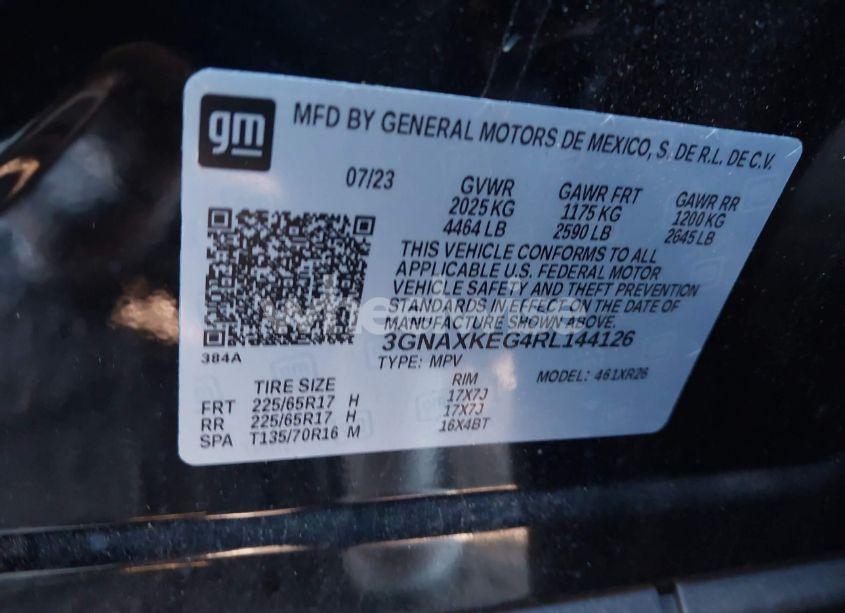 gm
MFD BY GENERAL MOTORS DE MEXICO, S. DE R.L. DE C.V.
07/23 GVWR GAWR FRT GAWR RR
2025 KG 1175 KG 1200 KG
4464 LB 2590 LB 2645 LB
THIS VEHICLE CONFORMS TO ALL
APPLICABLE U.S. FEDERAL MOTOR
VEHICLE SAFETY AND THEFT PREVENTION
STANDARDS IN EFFECT ON THE DATE OF
MANUFACTURE SHOWN ABOVE.
3GNAXKEG4RL144126
384A
TYPE: MPV MODEL: 461XR26
TIRE SIZE RIM
FRT 225/65R17 H 17X7J
RR 225/65R17 H 17X7J
SPA T135/70R16 M 16X4BT